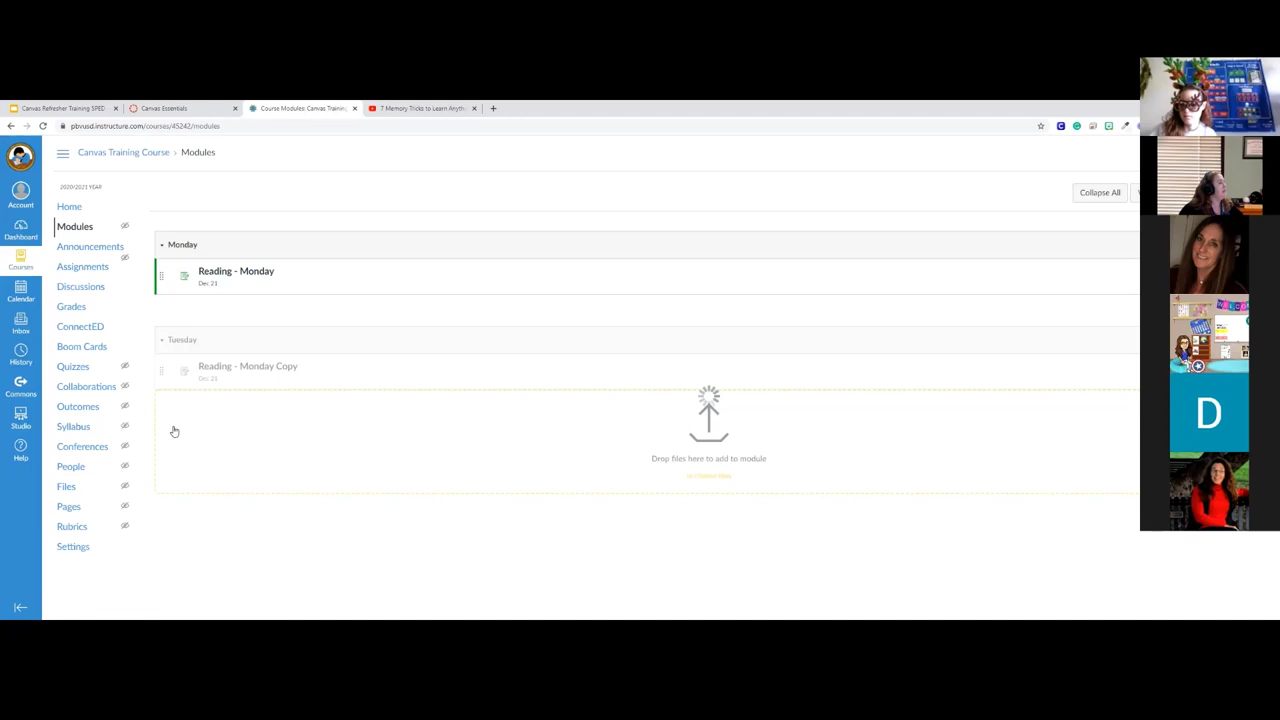 Canvas Refresher Training SPED
Canvas Essentials
Course Modules: Canvas Training
7 Memory Tricks to Learn Anyth
pbvusd.instructure.com/courses/45242/modules
Canvas Training Course › Modules
2020/2021 YEAR
Home
Modules
Announcements
Assignments
Discussions
Grades
ConnectED
Boom Cards
Quizzes
Collaborations
Outcomes
Syllabus
Conferences
People
Files
Pages
Rubrics
Settings
Account
Dashboard
Courses
Calendar
Inbox
History
Commons
Studio
Help
Collapse All
Monday
Reading - Monday
Dec 21
Tuesday
Reading - Monday Copy
Dec 21
Drop files here to add to module
or choose files
D